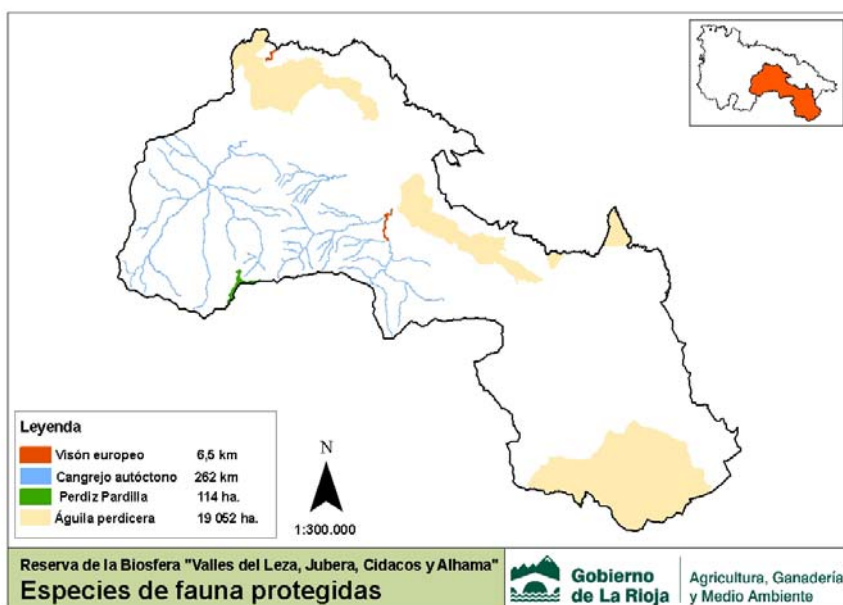 Leyenda
Visón europeo 6,5 km
Cangrejo autóctono 262 km
Perdiz Pardilla 114 ha.
Águila perdicera 19 052 ha.
N
1:300.000
Reserva de la Biosfera "Valles del Leza, Jubera, Cidacos y Alhama"
Especies de fauna protegidas
Gobierno
de La Rioja
Agricultura, Ganadería
y Medio Ambiente